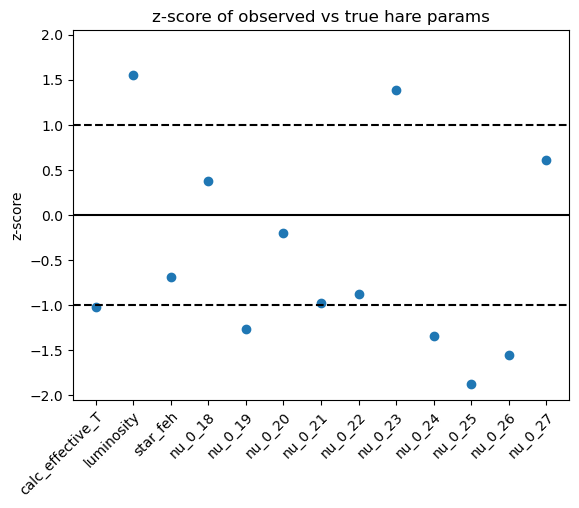 z-score of observed vs true hare params
z-score
2.0
1.5
1.0
0.5
0.0
−0.5
−1.0
−1.5
−2.0
calc_effective_T
luminosity
star_feh
nu_0_18
nu_0_19
nu_0_20
nu_0_21
nu_0_22
nu_0_23
nu_0_24
nu_0_25
nu_0_26
nu_0_27